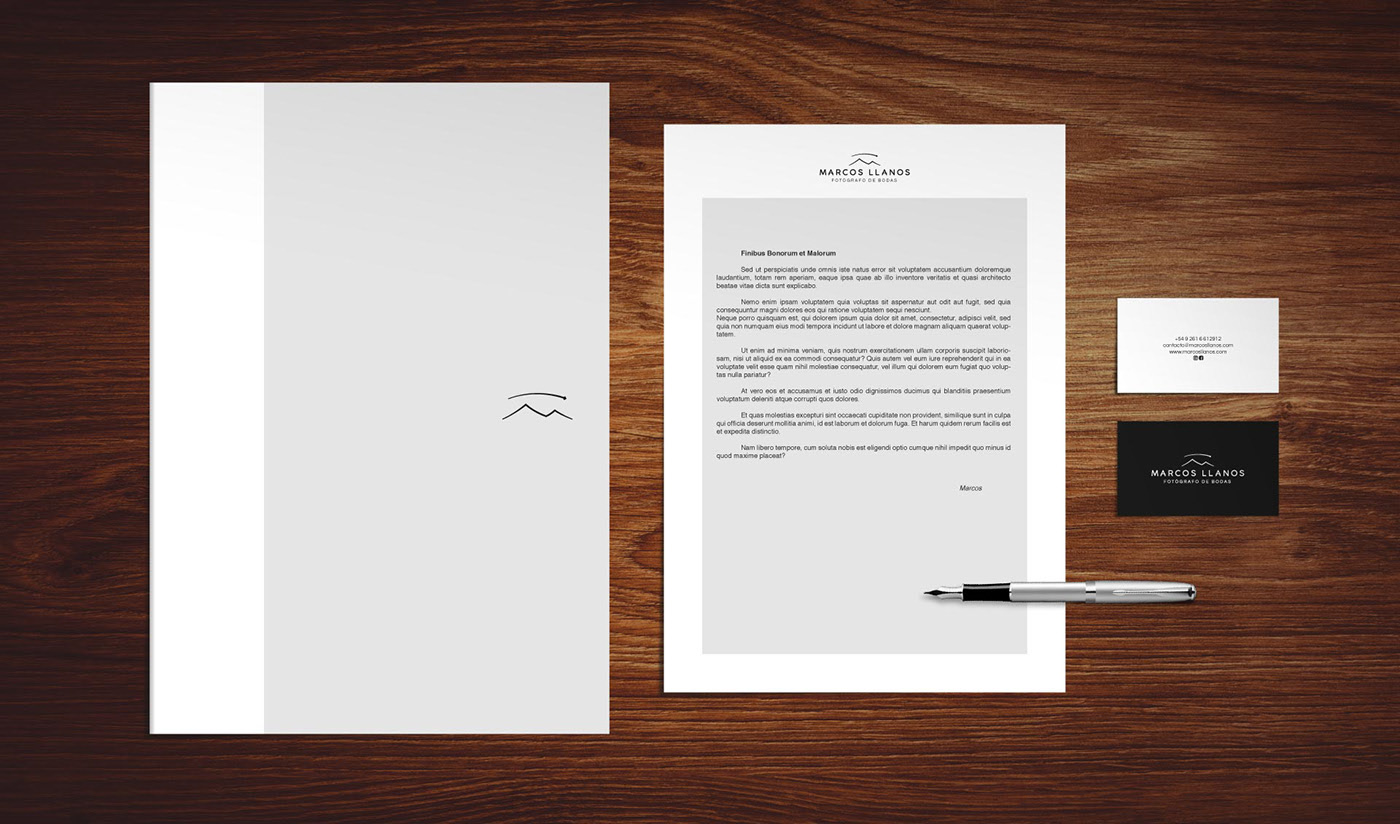 MARCOS LLANOS
FOTÓGRAFO DE BODAS
Finibus Bonorum et Malorum
Sed ut perspiciatis unde omnis iste natus error sit voluptatem accusantium doloremque
laudantium, totam rem aperiam, eaque ipsa quae ab illo inventore veritatis et quasi architecto
beatae vitae dicta sunt explicabo.
Nemo enim ipsam voluptatem quia voluptas sit aspernatur aut odit aut fugit, sed quia
consequuntur magni dolores eos qui ratione voluptatem sequi nesciunt.
Neque porro quisquam est, qui dolorem ipsum quia dolor sit amet, consectetur, adipisci velit, sed
quia non numquam eius modi tempora incidunt ut labore et dolore magnam aliquam quaerat volup-
tatem.
Ut enim ad minima veniam, quis nostrum exercitationem ullam corporis suscipit laborio-
sam, nisi ut aliquid ex ea commodi consequatur? Quis autem vel eum iure reprehenderit qui in ea
voluptate velit esse quam nihil molestiae consequatur, vel illum qui dolorem eum fugiat quo volup-
tas nulla pariatur?
At vero eos et accusamus et iusto odio dignissimos ducimus qui blanditiis praesentium
voluptatum deleniti atque corrupti quos dolores.
Et quas molestias excepturi sint occaecati cupiditate non provident, similique sunt in culpa
qui officia deserunt mollitia animi, id est laborum et dolorum fuga. Et harum quidem rerum facilis est
et expedita distinctio.
Nam libero tempore, cum soluta nobis est eligendi optio cumque nihil impedit quo minus id
quod maxime placeat?
Marcos
+54 9 261 6 612912
contacto@marcosllanos.com
www.marcosllanos.com
MARCOS LLANOS
FOTÓGRAFO DE BODAS